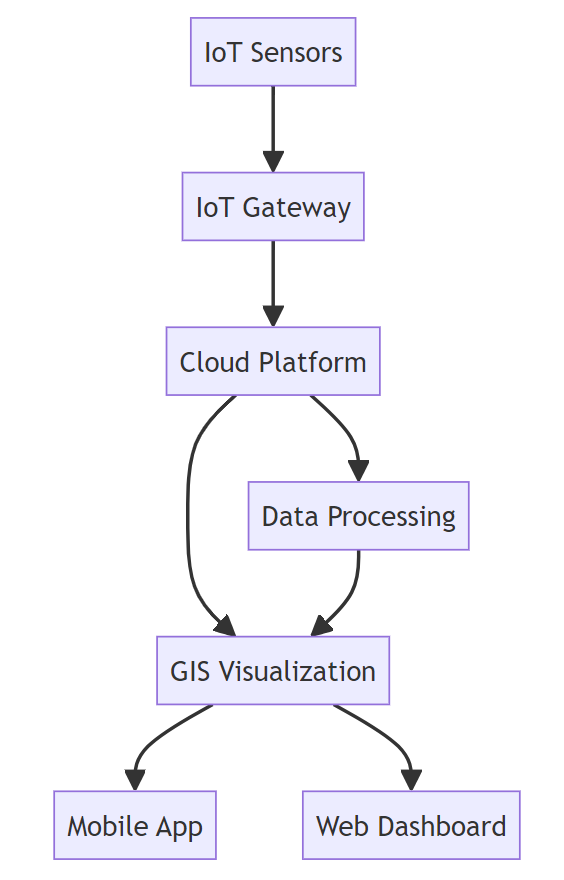 IoT Sensors
IoT Gateway
Cloud Platform
Data Processing
GIS Visualization
Mobile App
Web Dashboard